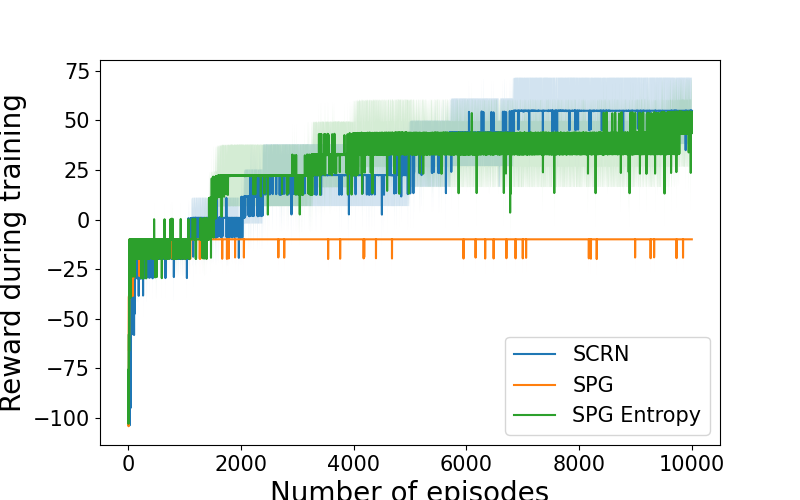 Reward during training
75
50
25
0
−25
−50
−75
−100
0 2000 4000 6000 8000 10000
Number of episodes
SCRN
SPG
SPG Entropy